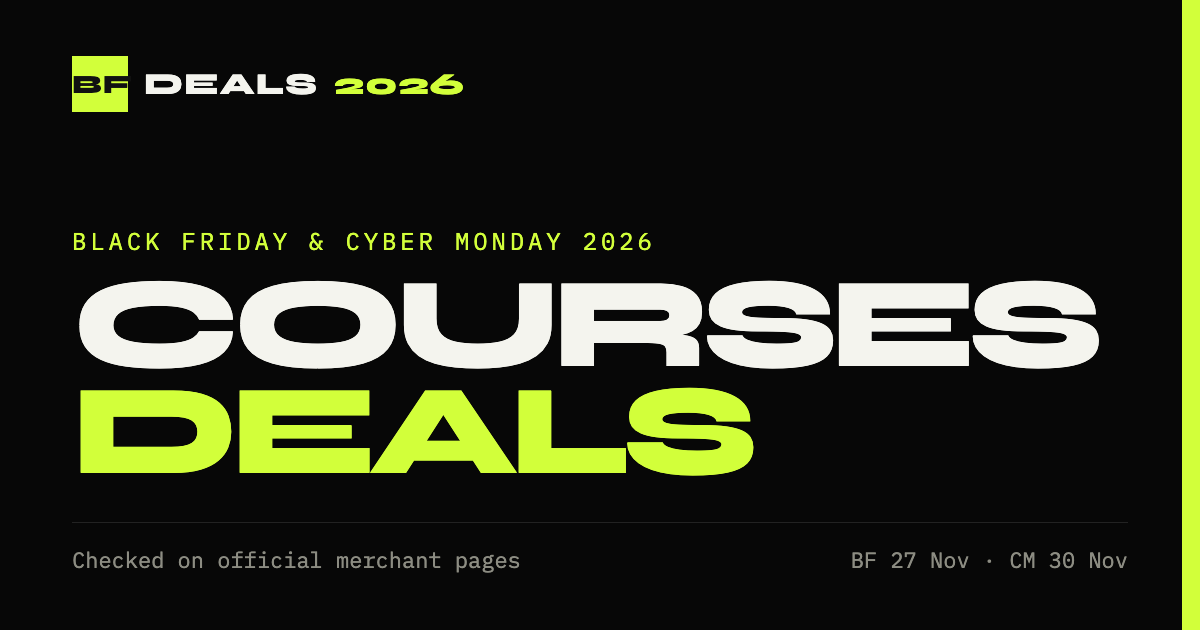 BF DEALS 2026
BLACK FRIDAY & CYBER MONDAY 2026
COURSES
DEALS
Checked on official merchant pages
BF 27 Nov · CM 30 Nov